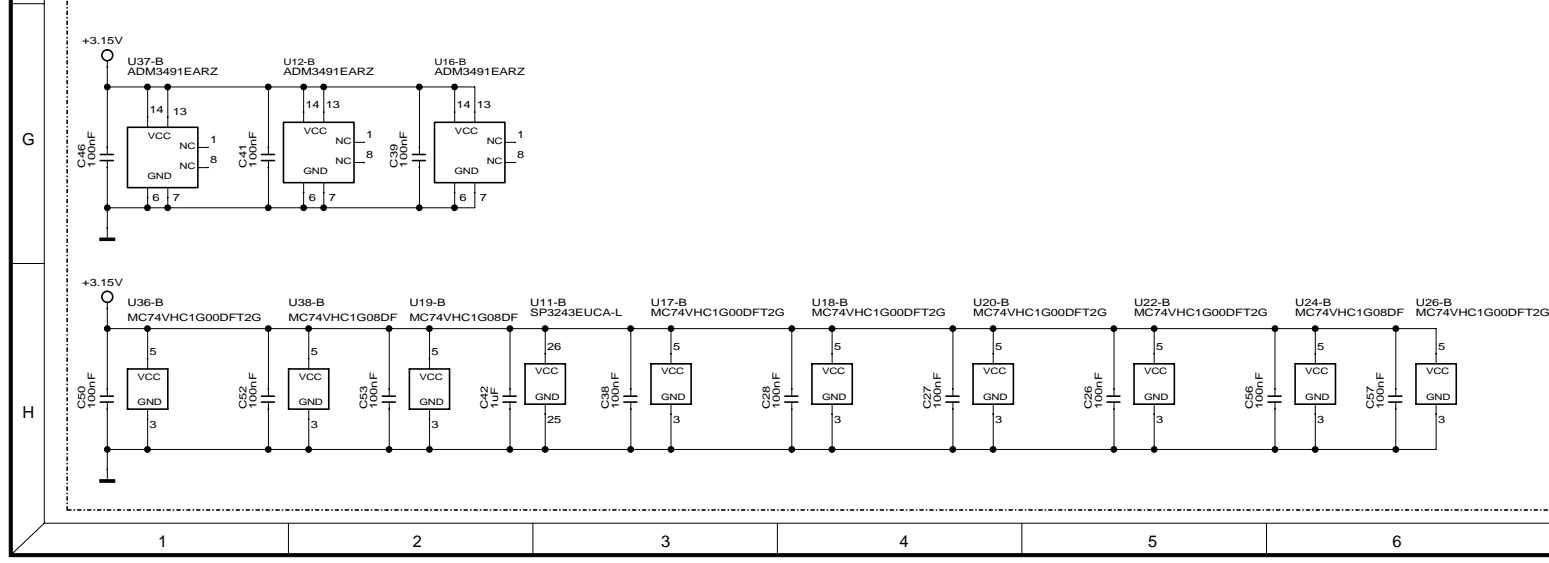 G
+3.15V
U37-B
ADM3491EARZ
U12-B
ADM3491EARZ
U16-B
ADM3491EARZ
C46
100nF
14 13
VCC
NC 1
NC 8
GND
6 7
C41
100nF
14 13
VCC
NC 1
NC 8
GND
6 7
C39
100nF
14 13
VCC
NC 1
NC 8
GND
6 7
H
+3.15V
U36-B
MC74VHC1G00DFT2G
U38-B
MC74VHC1G08DF
U19-B
MC74VHC1G08DF
U11-B
SP3243EUCA-L
U17-B
MC74VHC1G00DFT2G
U18-B
MC74VHC1G00DFT2G
U20-B
MC74VHC1G00DFT2G
U22-B
MC74VHC1G00DFT2G
U24-B
MC74VHC1G08DF
U26-B
MC74VHC1G00DFT2G
C50
100nF
5
VCC
GND
3
C52
100nF
5
VCC
GND
3
C53
100nF
5
VCC
GND
3
C42
1uF
26
VCC
GND
25
C38
100nF
5
VCC
GND
3
C28
100nF
5
VCC
GND
3
C27
100nF
5
VCC
GND
3
C26
100nF
5
VCC
GND
3
C56
100nF
5
VCC
GND
3
C57
100nF
5
VCC
GND
3
1 2 3 4 5 6